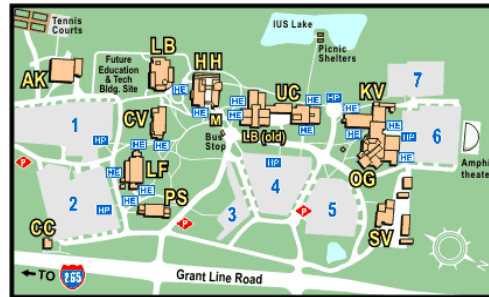 Tennis
Courts
LB
IUS Lake
Picnic
Shelters
AK
Future
Education
& Tech
Bldg. Site
HH
HE
HE
M
HE
UC
HE
HP
KV
HE
7
1
HP
CV
HE
HE
Bus
Stop
LB (old)
HP
HE
6
HP
HE
Amphi
theater
P
LF
HE
HE
PS
2
HP
4
OG
3
P
5
P
SV
CC
N
TO
265
Grant Line Road